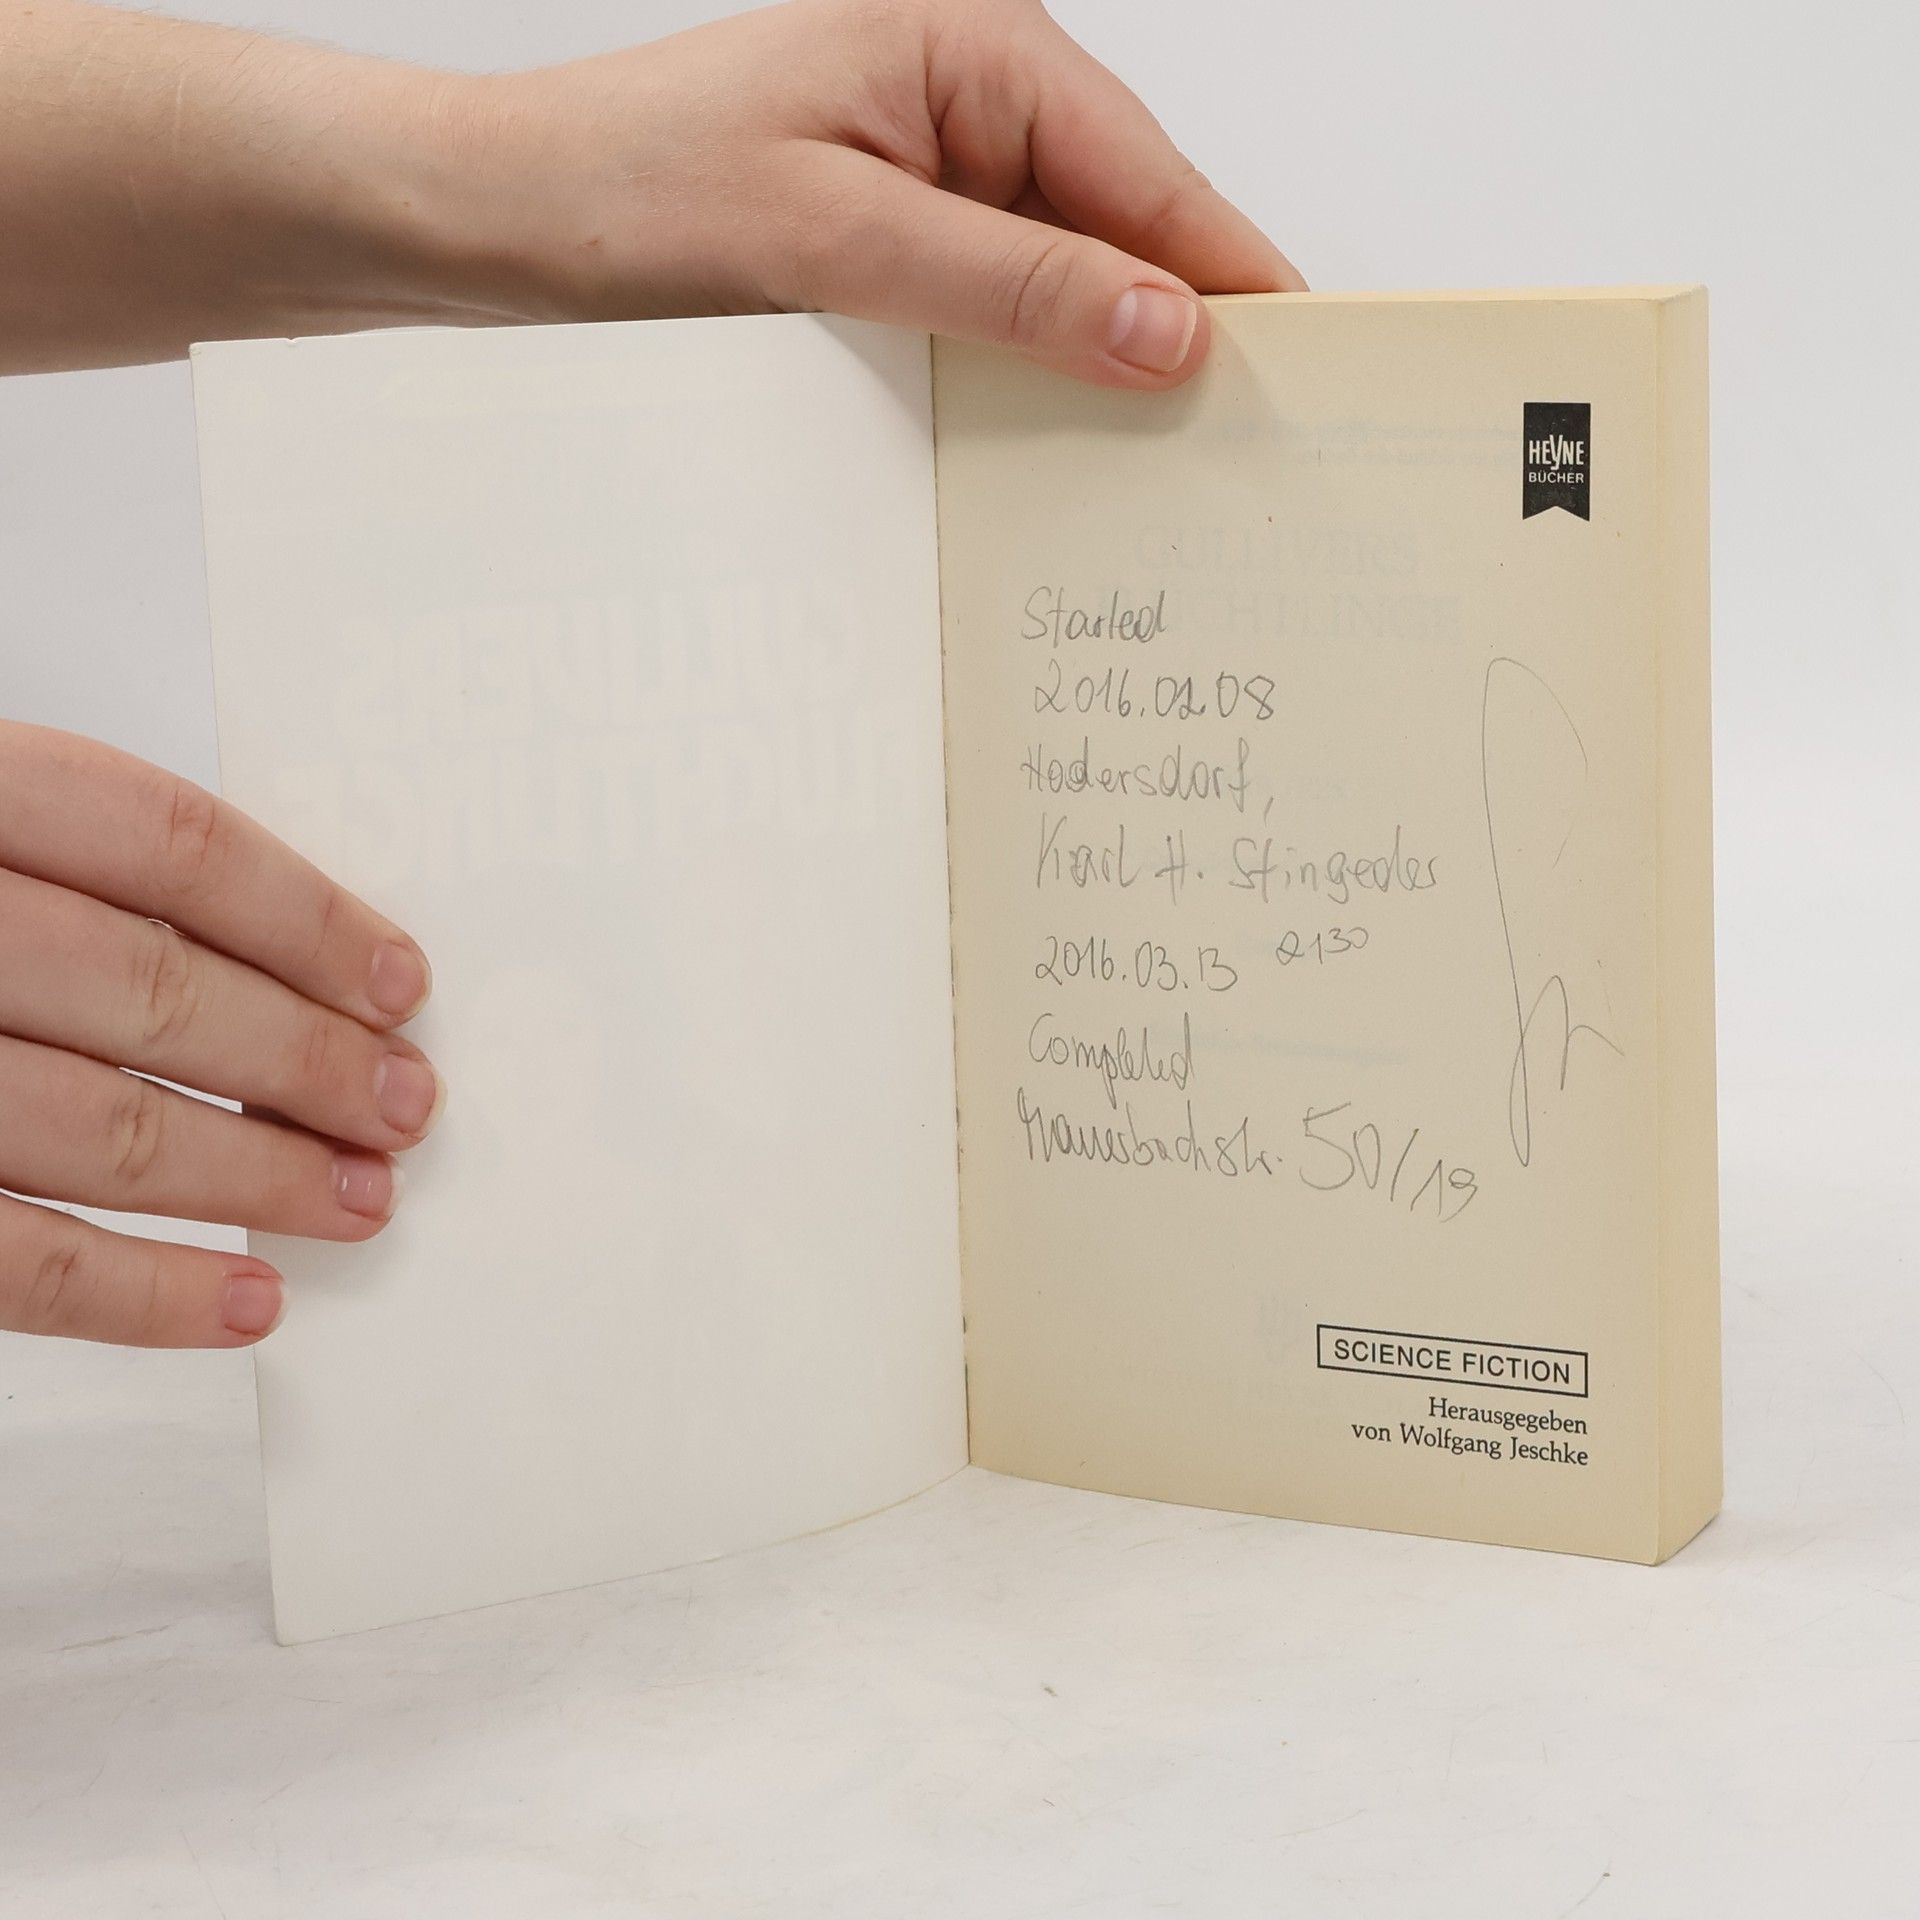 HEYNE
BÜCHER
Started
2016.02.08
Hadersdorf,
Karl H. Stingeder
2016.03.13 2130
Completed
Mauerbachstr. 50/19
SCIENCE FICTION
Herausgegeben
von Wolfgang Jeschke